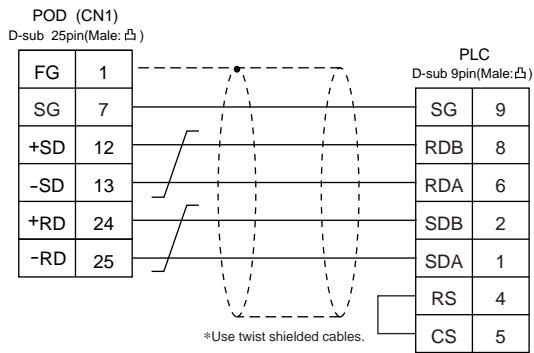 POD (CN1)
D-sub 25pin(Male: 凸)
FG 1
SG 7
+SD 12
-SD 13
+RD 24
-RD 25
PLC
D-sub 9pin(Male:凸)
SG 9
RDB 8
RDA 6
SDB 2
SDA 1
RS 4
CS 5
*Use twist shielded cables.